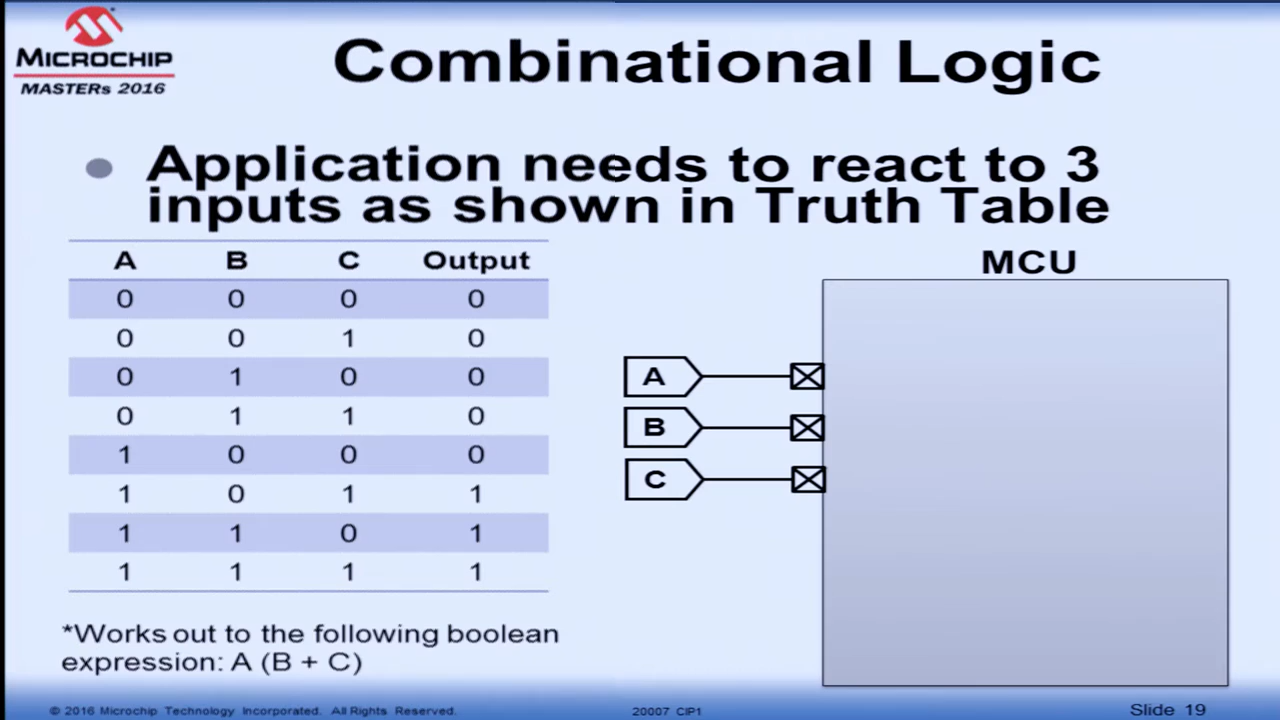 MICROCHIP
MASTERs 2016
Combinational Logic
Application needs to react to 3
inputs as shown in Truth Table
A B C Output
0 0 0 0
0 0 1 0
0 1 0 0
0 1 1 0
1 0 0 0
1 0 1 1
1 1 0 1
1 1 1 1
*Works out to the following boolean
expression: A (B + C)
MCU
A
B
C
© 2016 Microchip Technology Incorporated. All Rights Reserved.
20007 CIP1
Slide 19